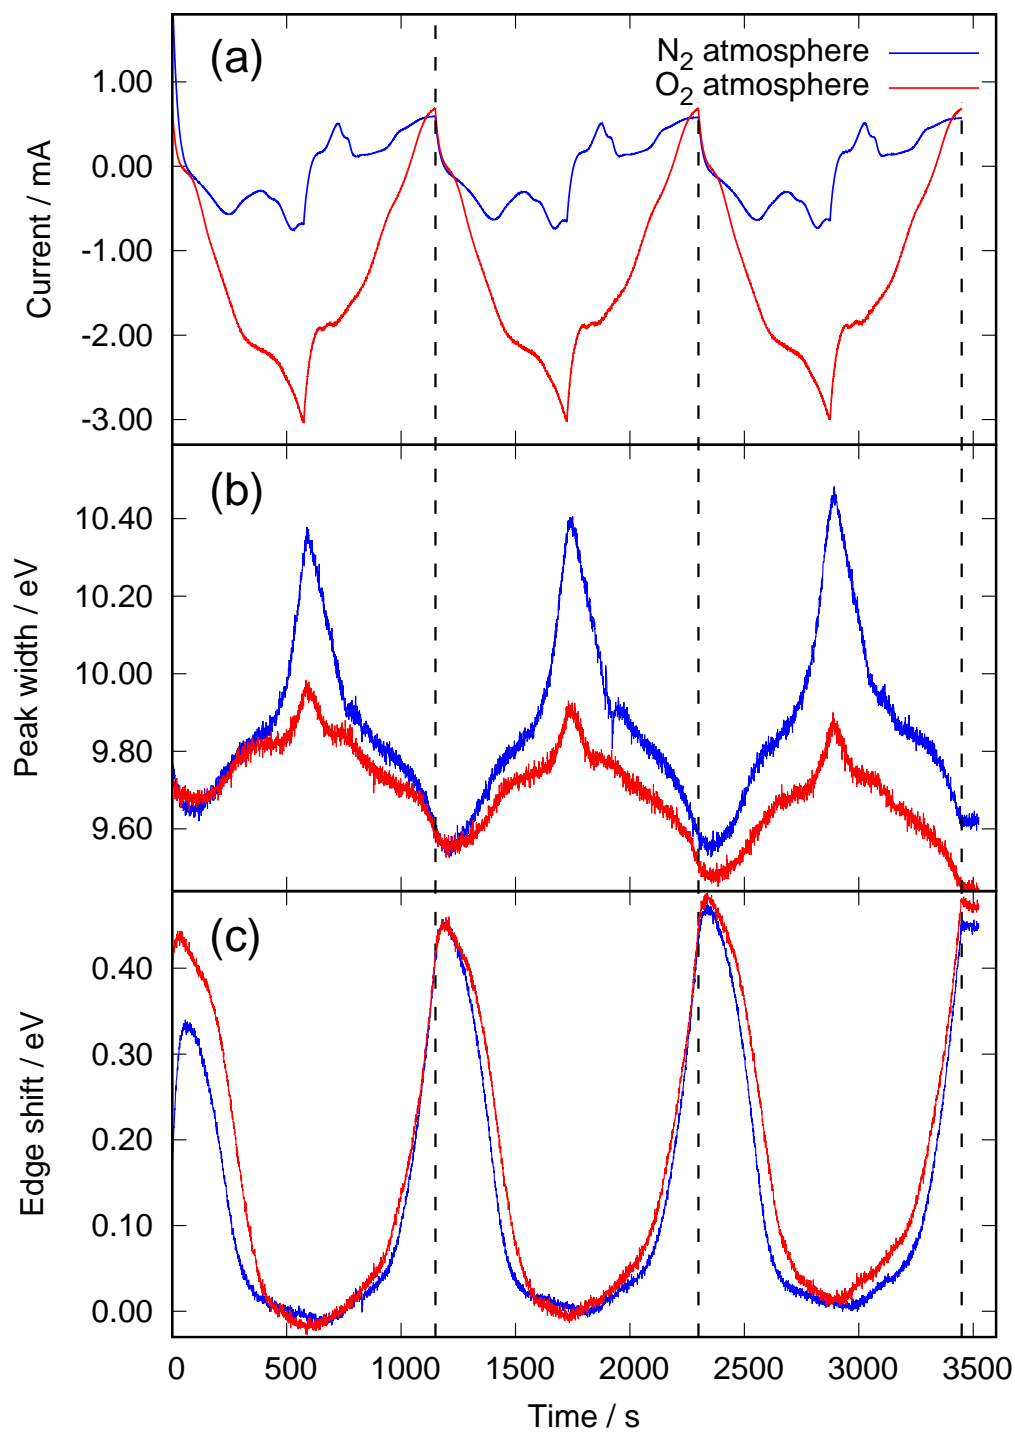 (a)
N2 atmosphere
O2 atmosphere
1.00
0.00
-1.00
-2.00
-3.00
Current / mA
(b)
10.40
10.20
10.00
9.80
9.60
Peak width / eV
(c)
0.40
0.30
0.20
0.10
0.00
Edge shift / eV
0 500 1000 1500 2000 2500 3000 3500
Time / s